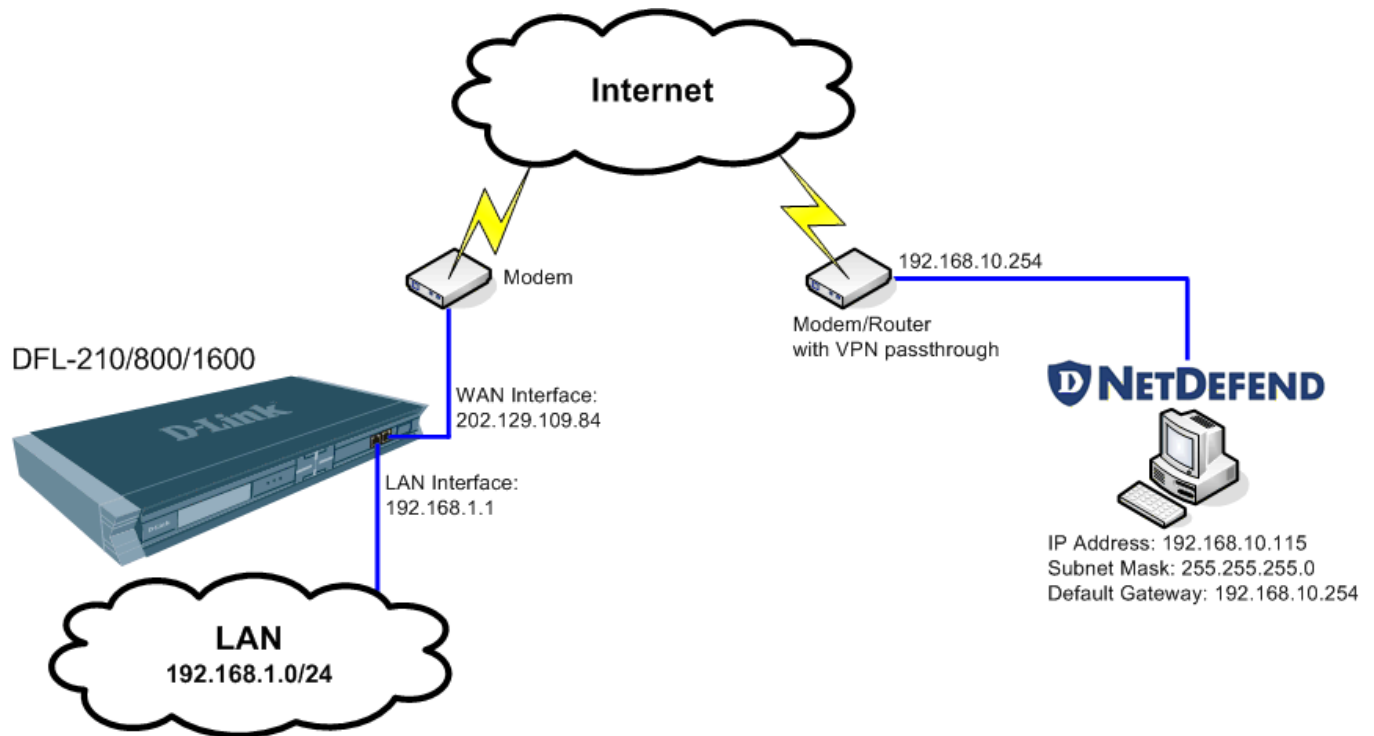 Internet
Modem
192.168.10.254
Modem/Router
with VPN passthrough
DFL-210/800/1600
D-Link
WAN Interface:
202.129.109.84
LAN Interface:
192.168.1.1
D NETDEFEND
IP Address: 192.168.10.115
Subnet Mask: 255.255.255.0
Default Gateway: 192.168.10.254
LAN
192.168.1.0/24
D-Link